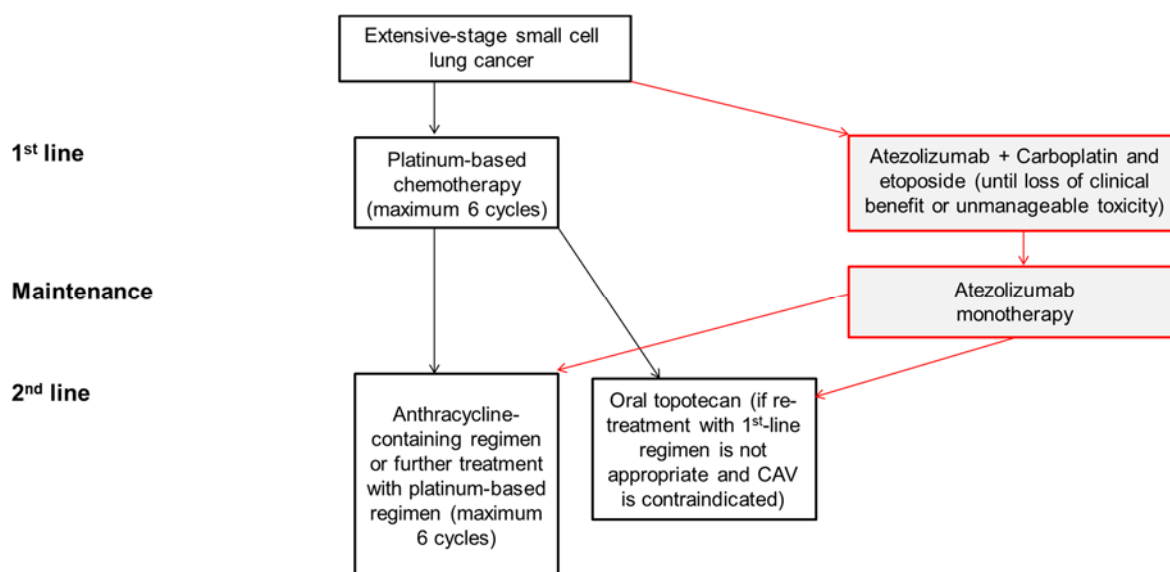 Extensive-stage small cell
lung cancer
1st line
Platinum-based
chemotherapy
(maximum 6 cycles)
Atezolizumab + Carboplatin and
etoposide (until loss of clinical
benefit or unmanageable toxicity)
Maintenance
Atezolizumab
monotherapy
2nd line
Anthracycline-
containing regimen
or further treatment
with platinum-based
regimen (maximum
6 cycles)
Oral topotecan (if re-
treatment with 1st-line
regimen is not
appropriate and CAV
is contraindicated)